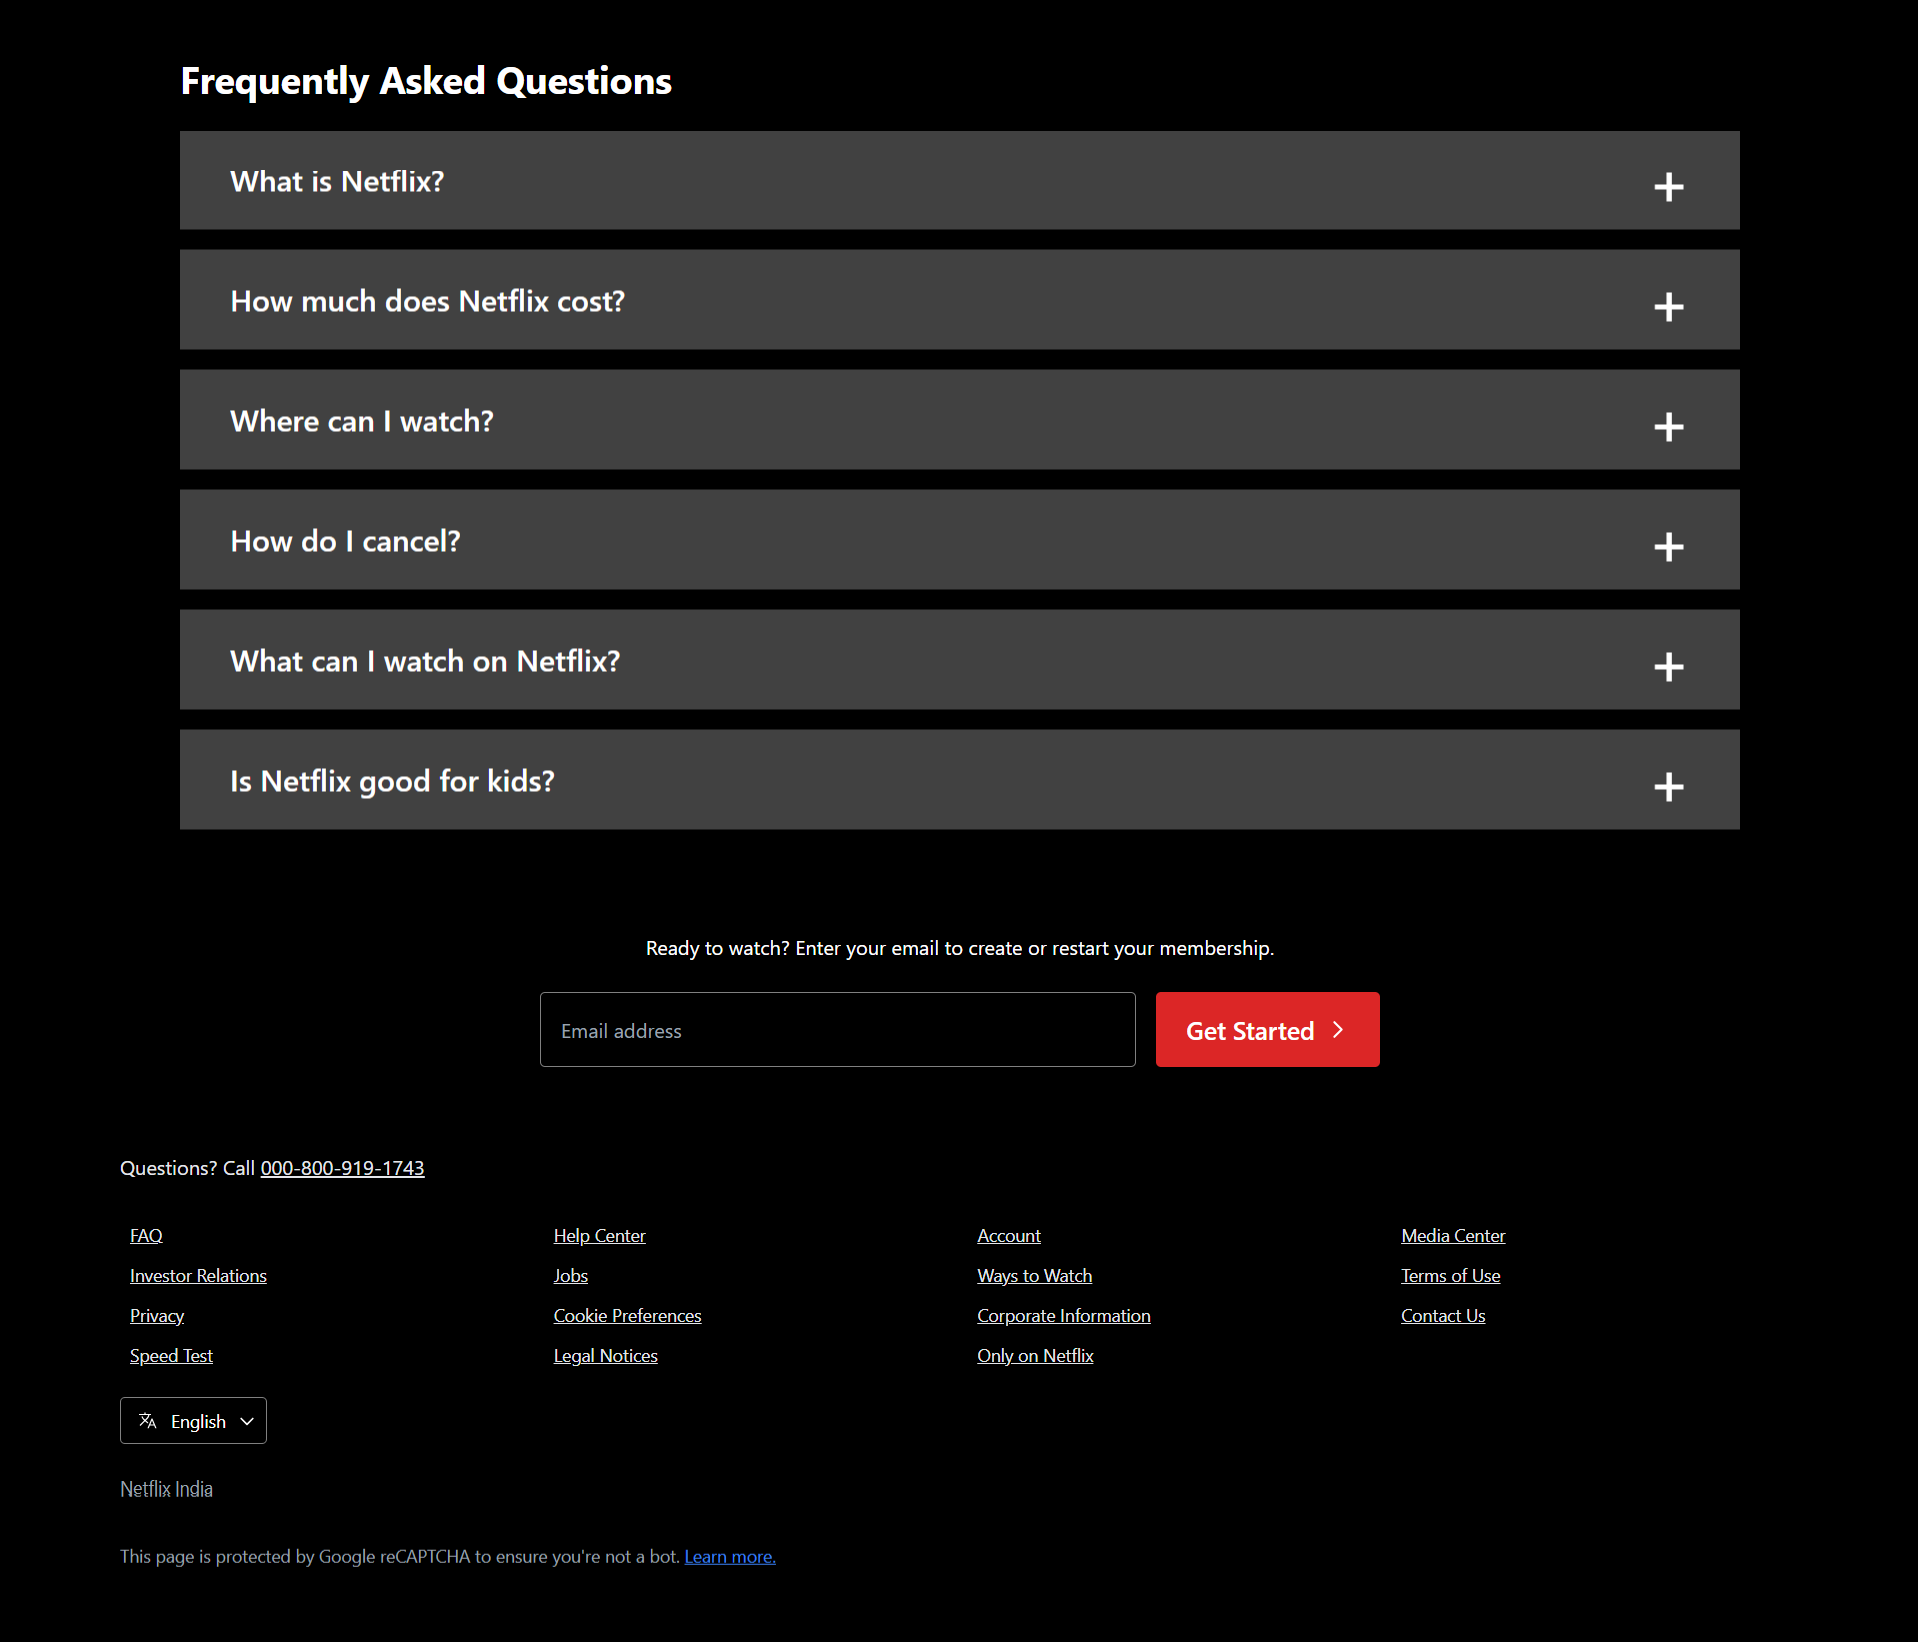 Frequently Asked Questions
What is Netflix?
How much does Netflix cost?
Where can I watch?
How do I cancel?
What can I watch on Netflix?
Is Netflix good for kids?
Ready to watch? Enter your email to create or restart your membership.
Email address
Get Started
Questions? Call 000-800-919-1743
FAQ
Help Center
Account
Media Center
Investor Relations
Jobs
Ways to Watch
Terms of Use
Privacy
Cookie Preferences
Corporate Information
Contact Us
Speed Test
Legal Notices
Only on Netflix
English
Netflix India
This page is protected by Google reCAPTCHA to ensure you're not a bot. Learn more.